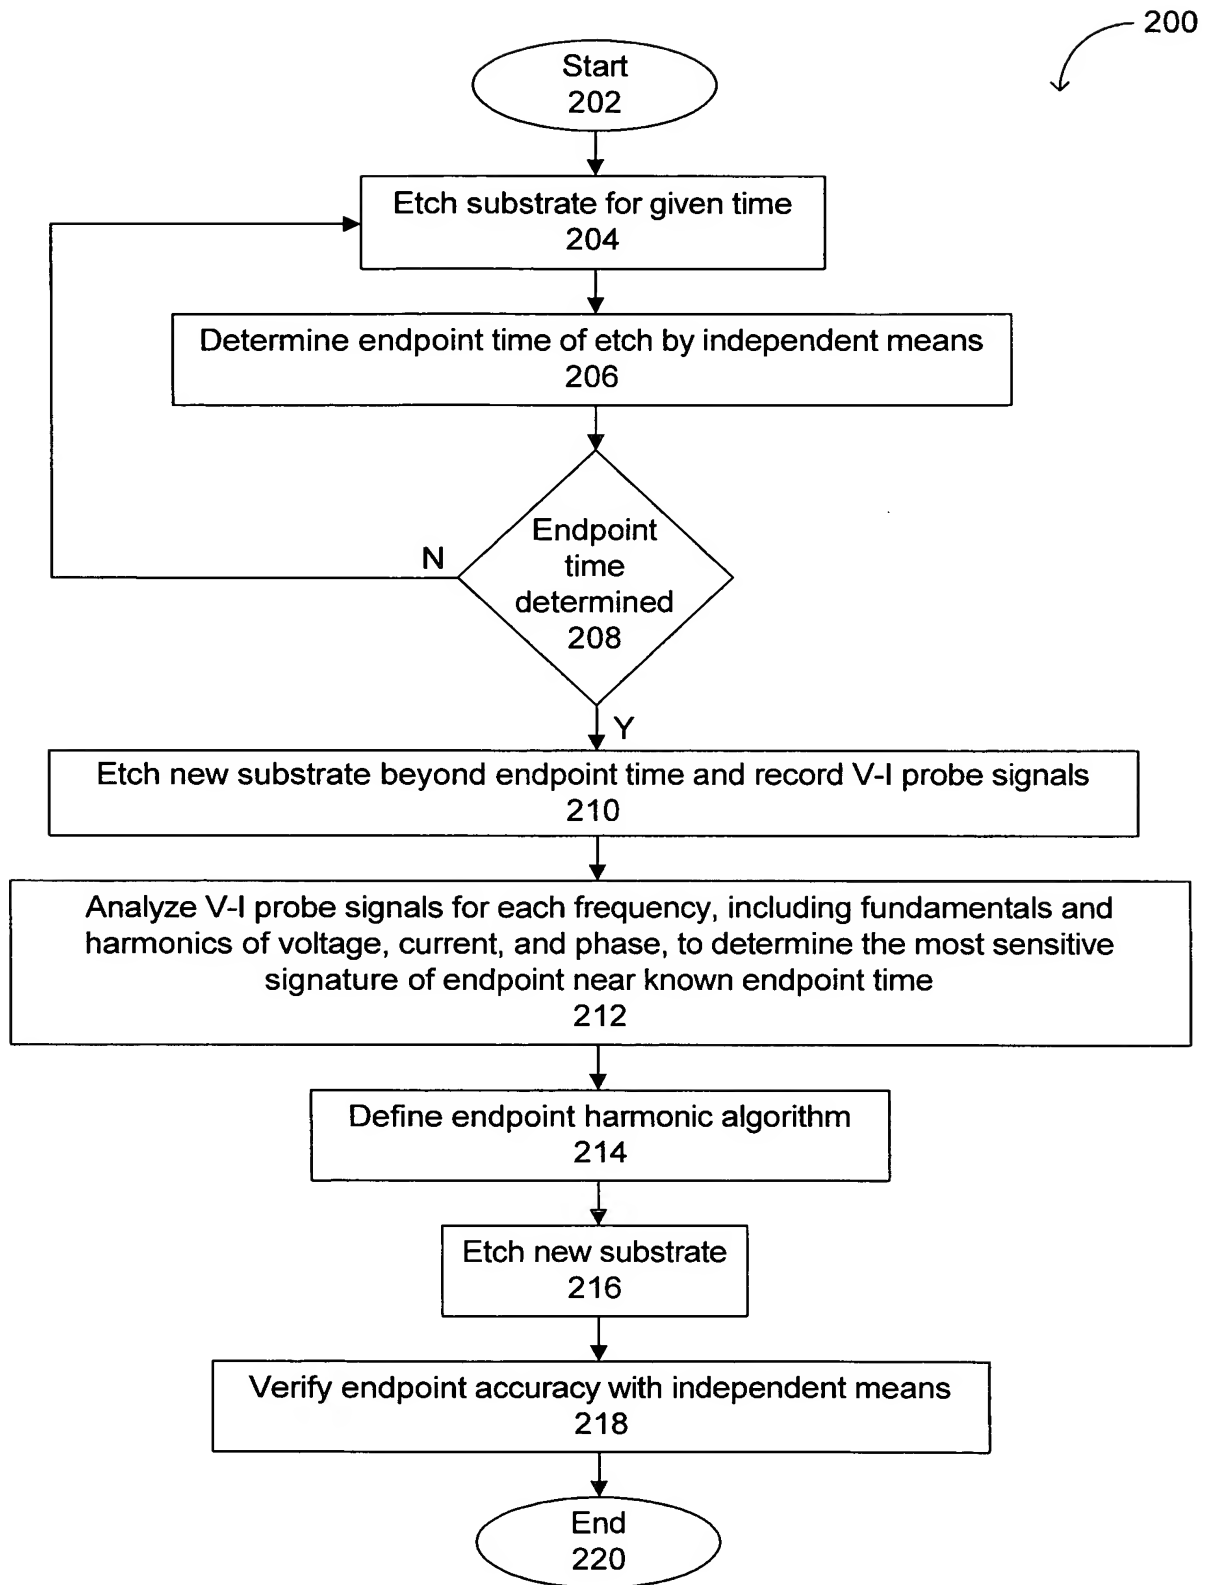 200
Start
202
Etch substrate for given time
204
Determine endpoint time of etch by independent means
206
Endpoint
time
determined
208
N
Y
Etch new substrate beyond endpoint time and record V-I probe signals
210
Analyze V-I probe signals for each frequency, including fundamentals and
harmonics of voltage, current, and phase, to determine the most sensitive
signature of endpoint near known endpoint time
212
Define endpoint harmonic algorithm
214
Etch new substrate
216
Verify endpoint accuracy with independent means
218
End
220